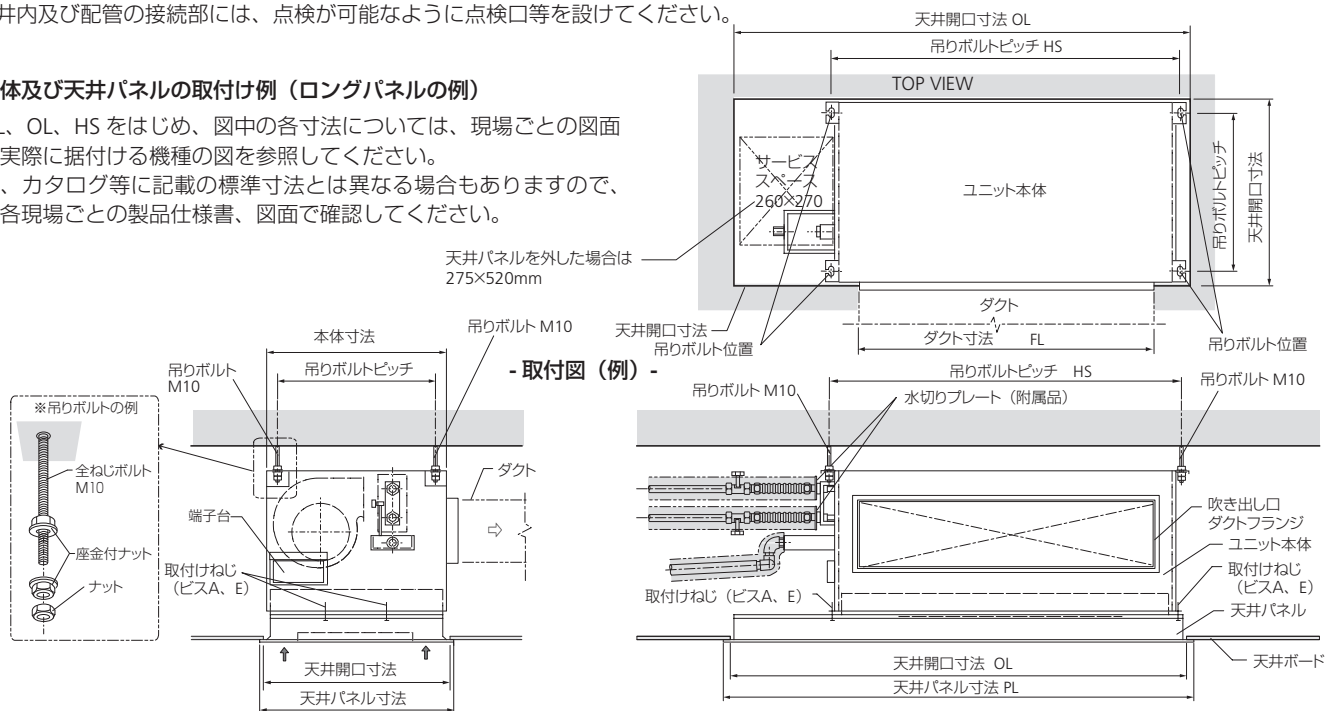 井内及び配管の接続部には、点検が可能なように点検口等を設けてください。
体及び天井パネルの取付け例（ロングパネルの例）
、OL、HS をはじめ、図中の各寸法については、現場ごとの図面
実際に据付ける機種の図を参照してください。
、カタログ等に記載の標準寸法とは異なる場合もありますので、
各現場ごとの製品仕様書、図面で確認してください。
天井開口寸法 OL
吊りボルトピッチ HS
TOP VIEW
サービス
スペース
260×270
ユニット本体
吊りボルトピッチ
天井開口寸法
天井パネルを外した場合は
275×520mm
天井開口寸法
吊りボルト位置
ダクト
ダクト寸法 FL
吊りボルト位置
- 取付図（例）-
本体寸法
吊りボルト M10
吊りボルト
M10
吊りボルトピッチ
※吊りボルトの例
全ねじボルト
M10
座金付ナット
ナット
端子台
取付けねじ
（ビスA、E）
ダクト
天井開口寸法
天井パネル寸法
吊りボルトピッチ HS
吊りボルト M10
水切りプレート（附属品）
吊りボルト M10
吹き出し口
ダクトフランジ
ユニット本体
取付けねじ
（ビスA、E）
天井パネル
取付けねじ（ビスA、E）
天井開口寸法 OL
天井パネル寸法 PL
天井ボード